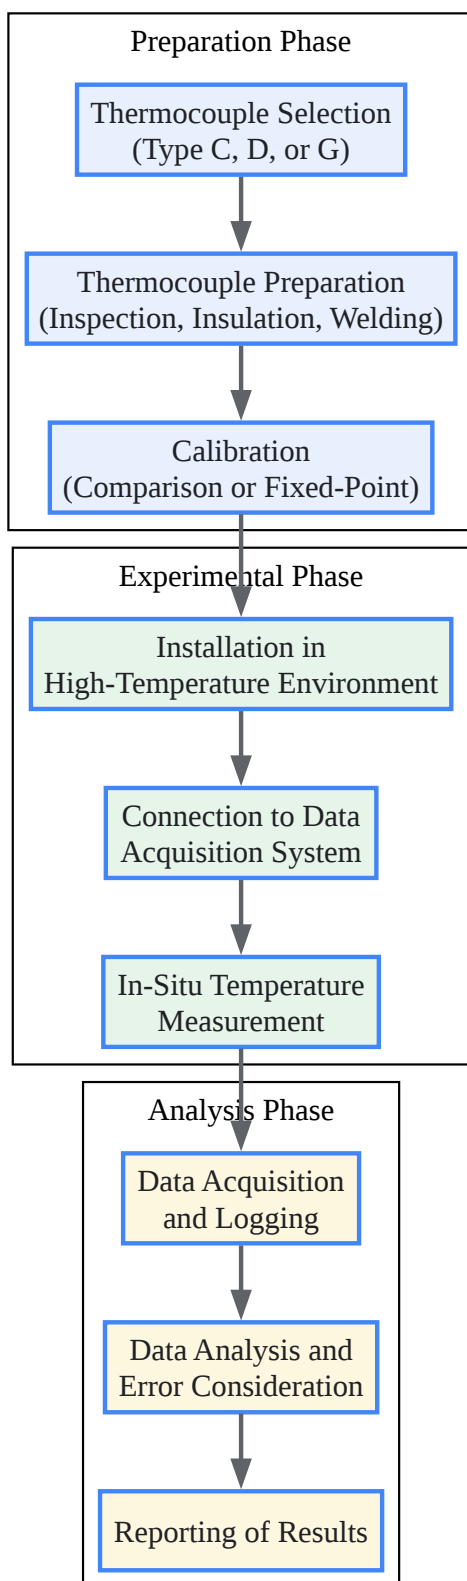 Preparation Phase
Thermocouple Selection
(Type C, D, or G)
Thermocouple Preparation
(Inspection, Insulation, Welding)
Calibration
(Comparison or Fixed-Point)
Experimental Phase
Installation in
High-Temperature Environment
Connection to Data
Acquisition System
In-Situ Temperature
Measurement
Analysis Phase
Data Acquisition
and Logging
Data Analysis and
Error Consideration
Reporting of Results